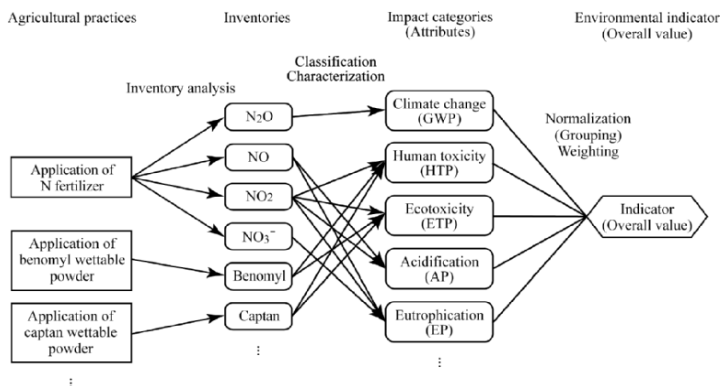 Agricultural practices
Inventories
Impact categories
(Attributes)
Environmental indicator
(Overall value)
Classification
Characterization
Inventory analysis
Normalization
(Grouping)
Weighting
Application of
N fertilizer
Application of
benomyl wettable
powder
Application of
captan wettable
powder
⋮
N2O
NO
NO2
NO3⁻
Benomyl
Captan
⋮
Climate change
(GWP)
Human toxicity
(HTP)
Ecotoxicity
(ETP)
Acidification
(AP)
Eutrophication
(EP)
⋮
Indicator
(Overall value)